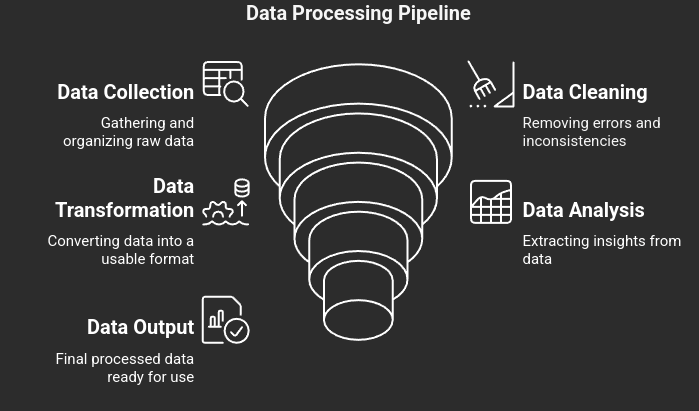 Data Processing Pipeline
Data Collection
Gathering and
organizing raw data
Data Cleaning
Removing errors and
inconsistencies
Data
Transformation
Converting data into a
usable format
Data Analysis
Extracting insights from
data
Data Output
Final processed data
ready for use